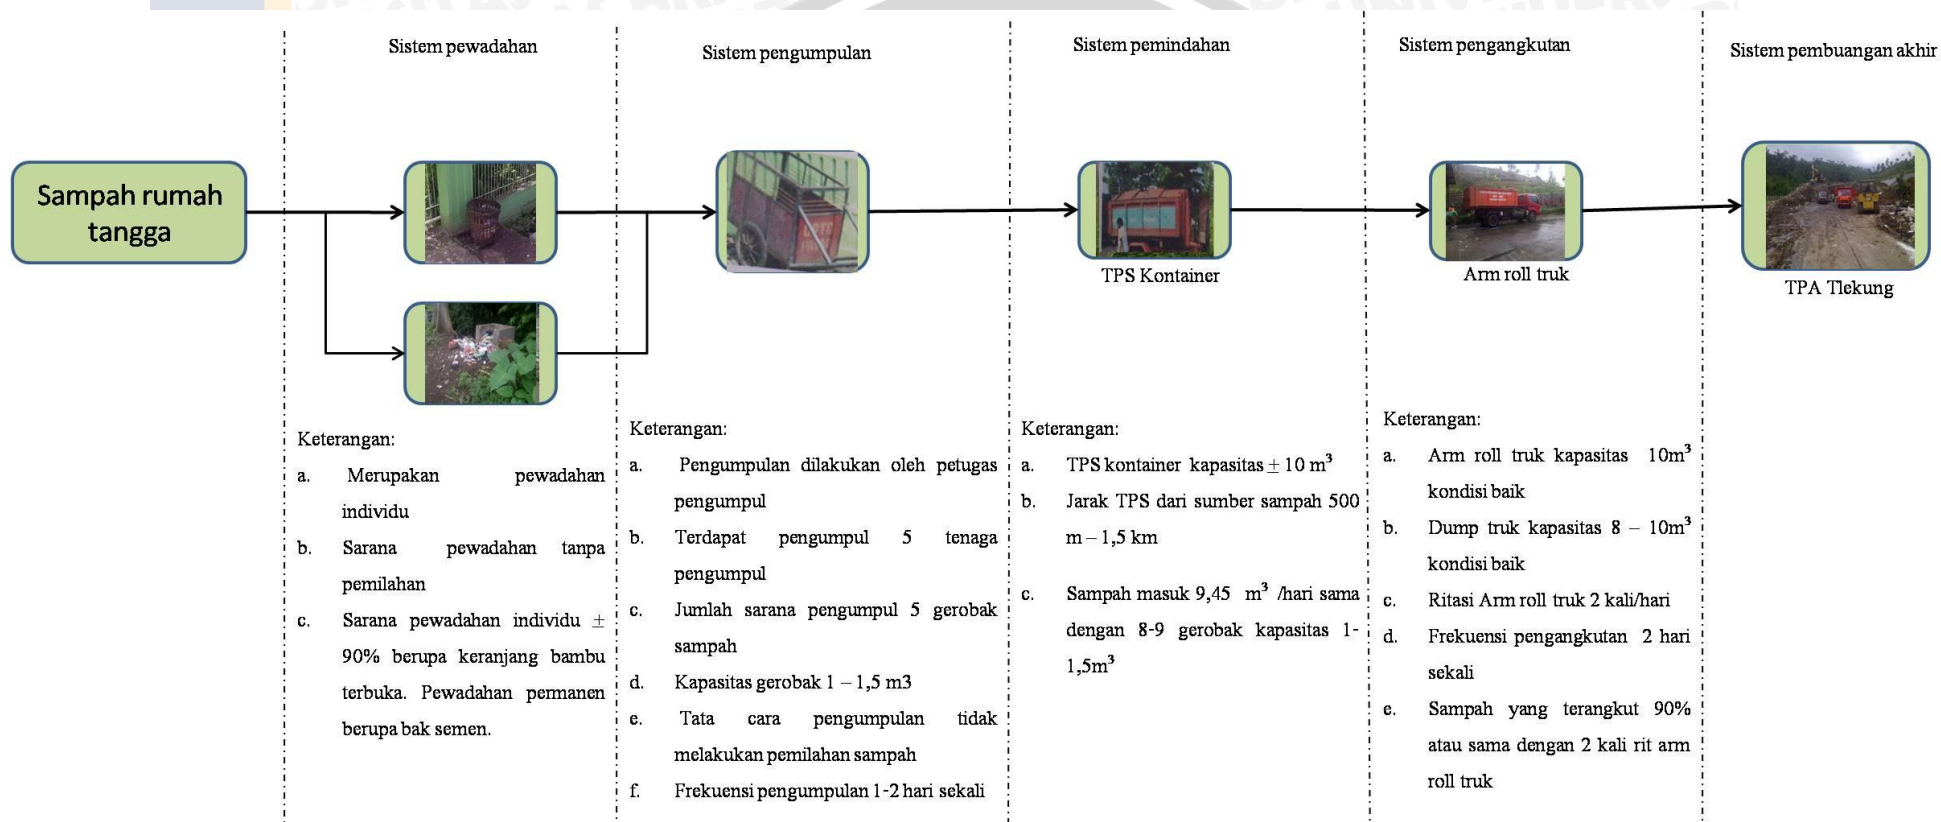 Sistem pewadahan
Sistem pengumpulan
Sistem pemindahan
Sistem pengangkutan
Sistem pembuangan akhir
Sampah rumah
tangga
TPS Kontainer
Arm roll truk
TPA Tlekung
Keterangan:
a. Merupakan pewadahan
individu
b. Sarana pewadahan tanpa
pemilahan
c. Sarana pewadahan individu ±
90% berupa keranjang bambu
terbuka. Pewadahan permanen
berupa bak semen.
Keterangan:
a. Pengumpulan dilakukan oleh petugas
pengumpul
b. Terdapat pengumpul 5 tenaga
pengumpul
c. Jumlah sarana pengumpul 5 gerobak
sampah
d. Kapasitas gerobak 1 – 1,5 m3
e. Tata cara pengumpulan tidak
melakukan pemilahan sampah
f. Frekuensi pengumpulan 1-2 hari sekali
Keterangan:
a. TPS kontainer kapasitas ± 10 m³
b. Jarak TPS dari sumber sampah 500
m – 1,5 km
c. Sampah masuk 9,45 m³ /hari sama
dengan 8-9 gerobak kapasitas 1-
1,5m³
Keterangan:
a. Arm roll truk kapasitas 10m³
kondisi baik
b. Dump truk kapasitas 8 – 10m³
kondisi baik
c. Ritasi Arm roll truk 2 kali/hari
d. Frekuensi pengangkutan 2 hari
sekali
e. Sampah yang terangkut 90%
atau sama dengan 2 kali rit arm
roll truk